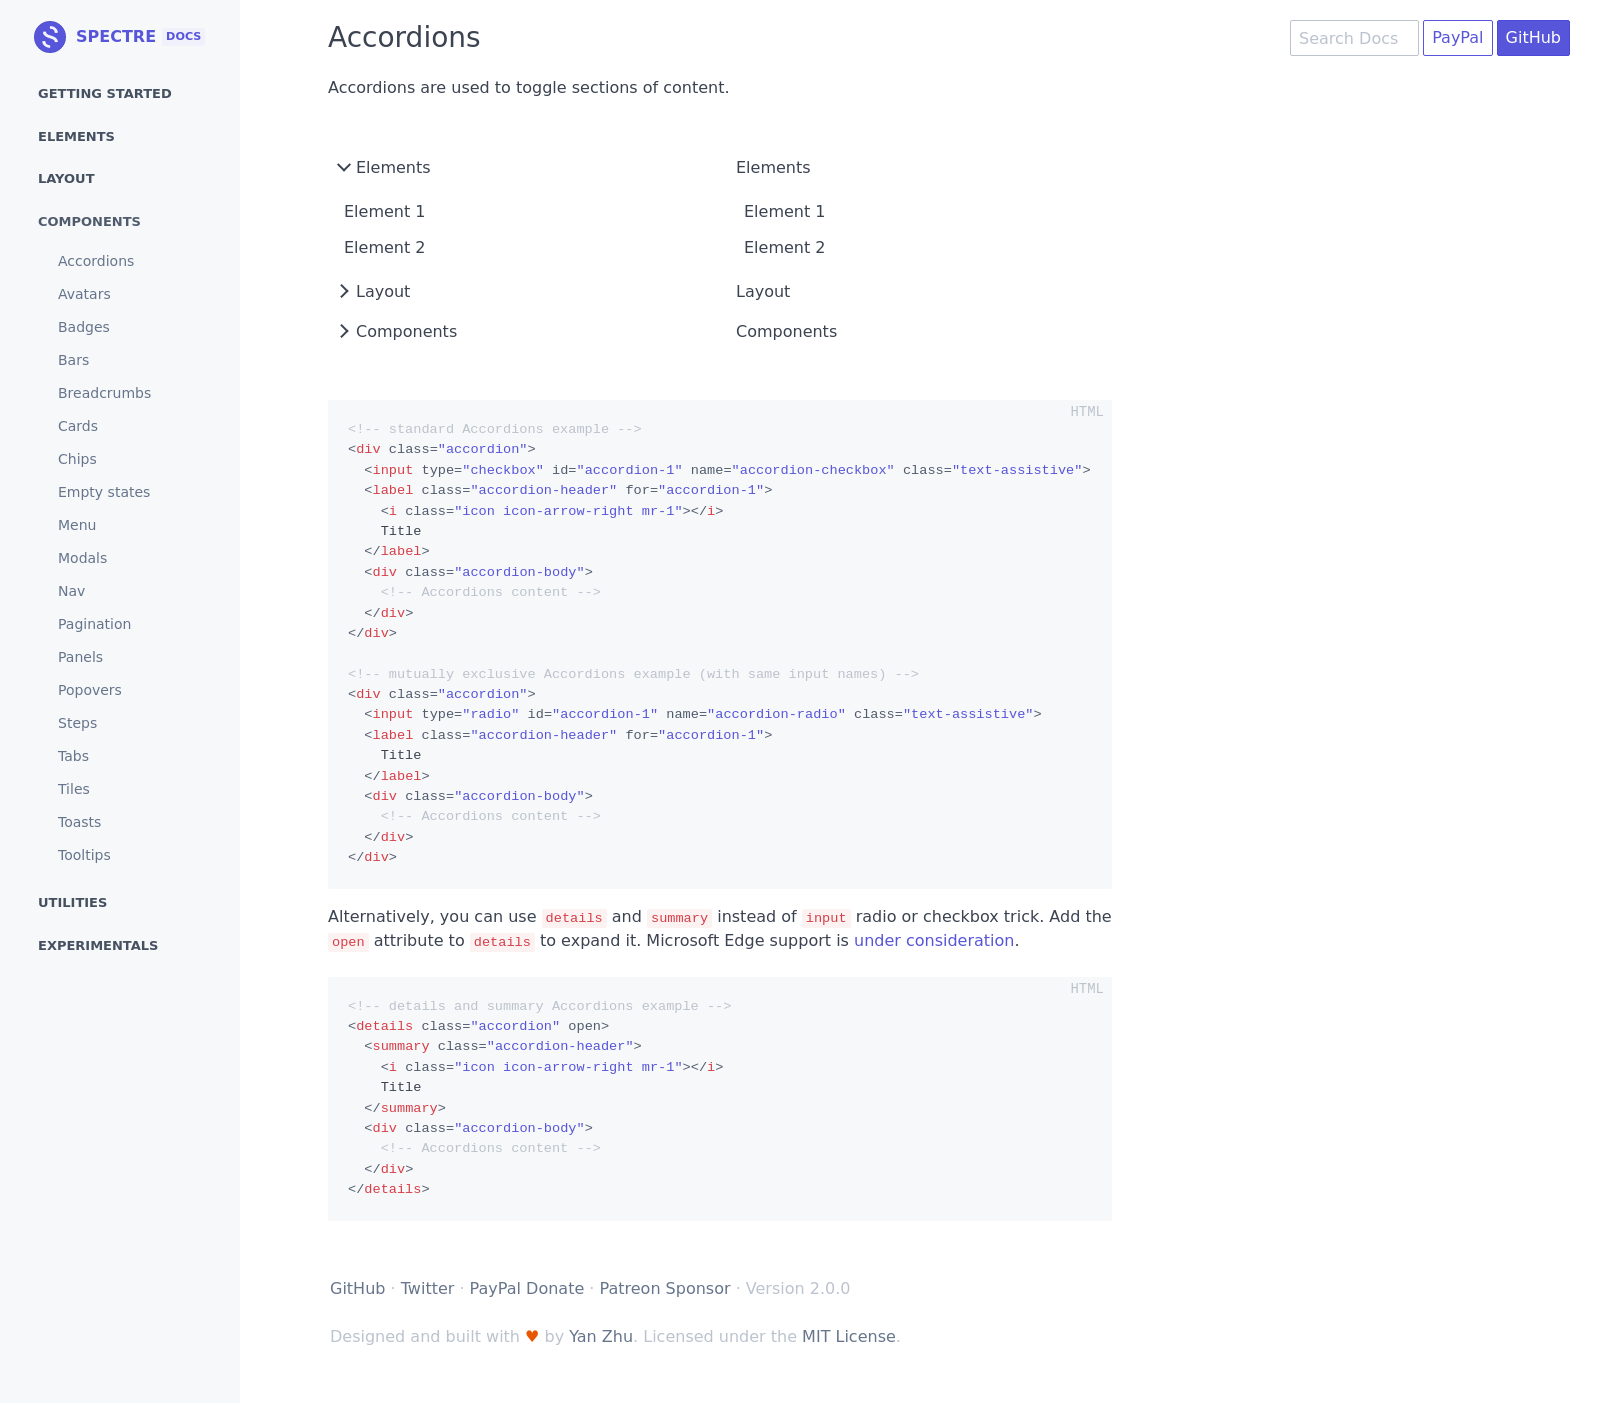 SPECTRE DOCS
GETTING STARTED
ELEMENTS
LAYOUT
COMPONENTS
Accordions
Avatars
Badges
Bars
Breadcrumbs
Cards
Chips
Empty states
Menu
Modals
Nav
Pagination
Panels
Popovers
Steps
Tabs
Tiles
Toasts
Tooltips
UTILITIES
EXPERIMENTALS
Accordions
Search Docs
PayPal
GitHub
Accordions are used to toggle sections of content.
Elements
Element 1
Element 2
Layout
Components
Elements
Element 1
Element 2
Layout
Components
HTML
<!-- standard Accordions example -->
<div class="accordion">
  <input type="checkbox" id="accordion-1" name="accordion-checkbox" class="text-assistive">
  <label class="accordion-header" for="accordion-1">
    <i class="icon icon-arrow-right mr-1"></i>
    Title
  </label>
  <div class="accordion-body">
    <!-- Accordions content -->
  </div>
</div>
<!-- mutually exclusive Accordions example (with same input names) -->
<div class="accordion">
  <input type="radio" id="accordion-1" name="accordion-radio" class="text-assistive">
  <label class="accordion-header" for="accordion-1">
    Title
  </label>
  <div class="accordion-body">
    <!-- Accordions content -->
  </div>
</div>
Alternatively, you can use details and summary instead of input radio or checkbox trick. Add the
open attribute to details to expand it. Microsoft Edge support is under consideration.
HTML
<!-- details and summary Accordions example -->
<details class="accordion" open>
  <summary class="accordion-header">
    <i class="icon icon-arrow-right mr-1"></i>
    Title
  </summary>
  <div class="accordion-body">
    <!-- Accordions content -->
  </div>
</details>
GitHub · Twitter · PayPal Donate · Patreon Sponsor · Version 2.0.0
Designed and built with ♥ by Yan Zhu. Licensed under the MIT License.